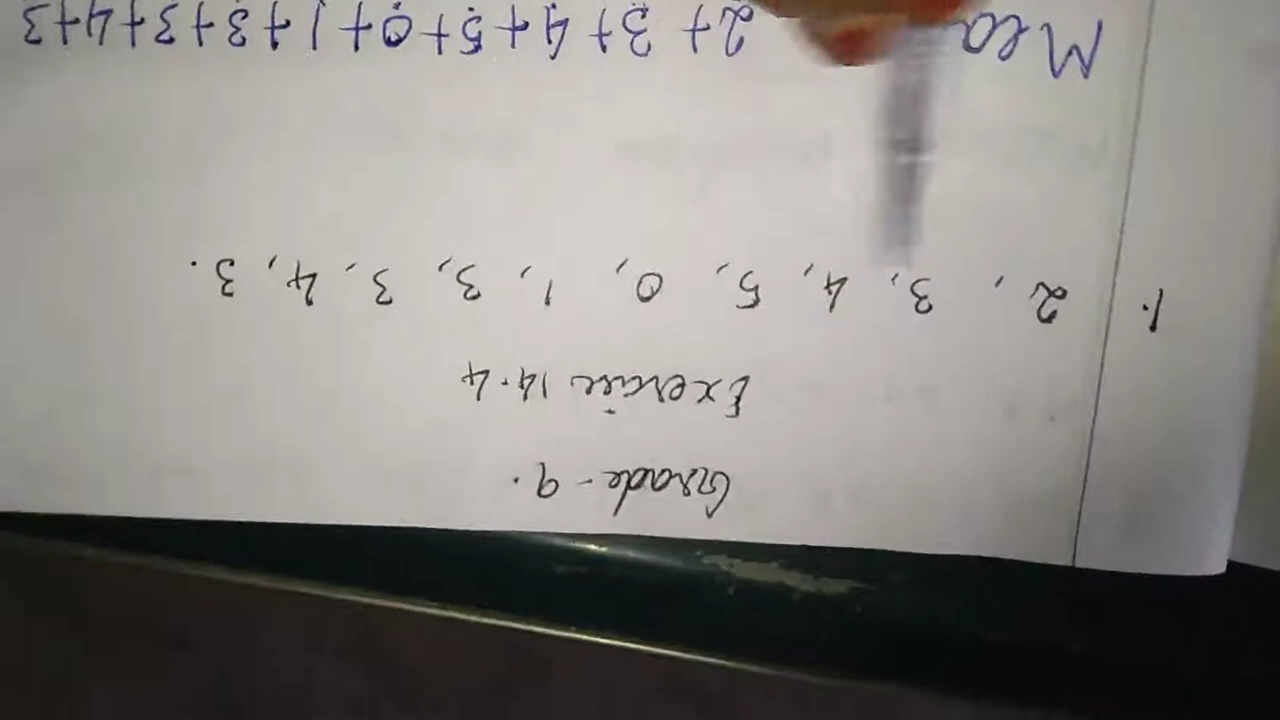 Grade - 9.
Exercise 14.4
1. 2, 3, 4, 5, 0, 1, 3, 3, 4, 3.
2+3+4+5+0+1+3+3+4+3